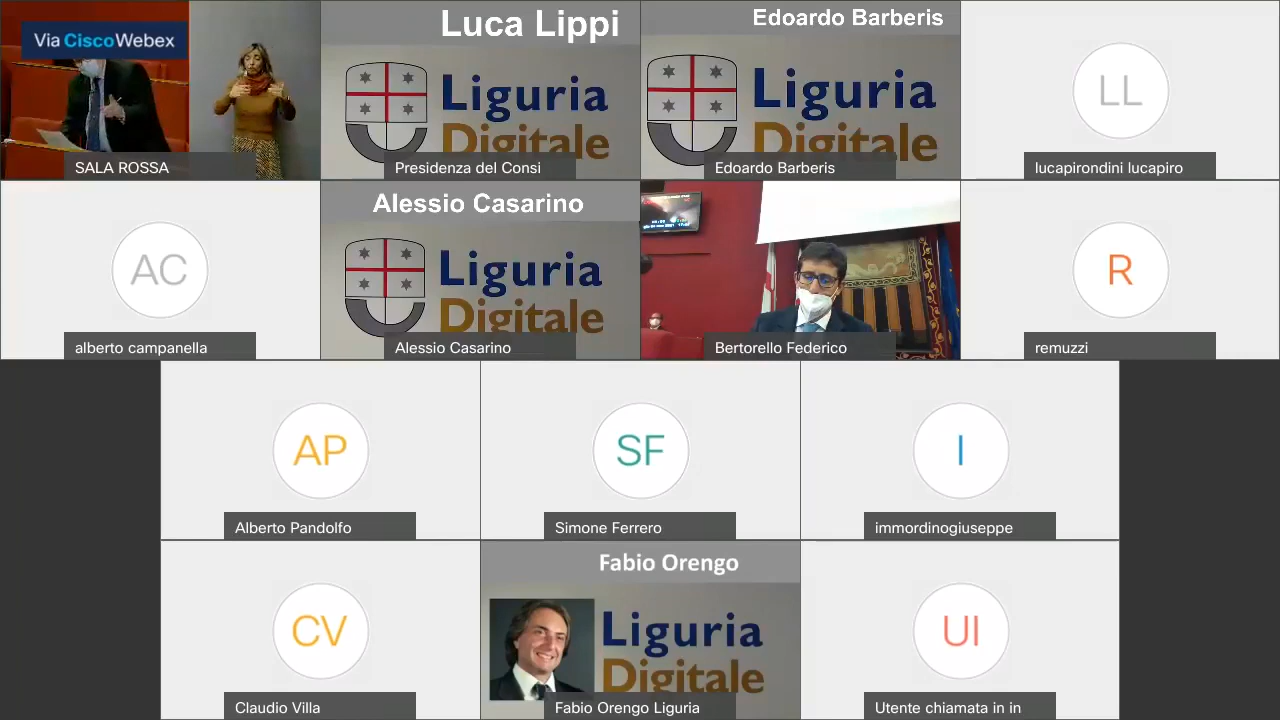 Via Cisco Webex
SALA ROSSA
Luca Lippi
Liguria
Digitale
Presidenza del Consi
Edoardo Barberis
Liguria
Digitale
Edoardo Barberis
LL
lucapirondini lucapiro
AC
alberto campanella
Alessio Casarino
Liguria
Digitale
Alessio Casarino
Bertorello Federico
R
remuzzi
AP
Alberto Pandolfo
SF
Simone Ferrero
I
immordinogiuseppe
CV
Claudio Villa
Fabio Orengo
Liguria
Digitale
Fabio Orengo Liguria
UI
Utente chiamata in in